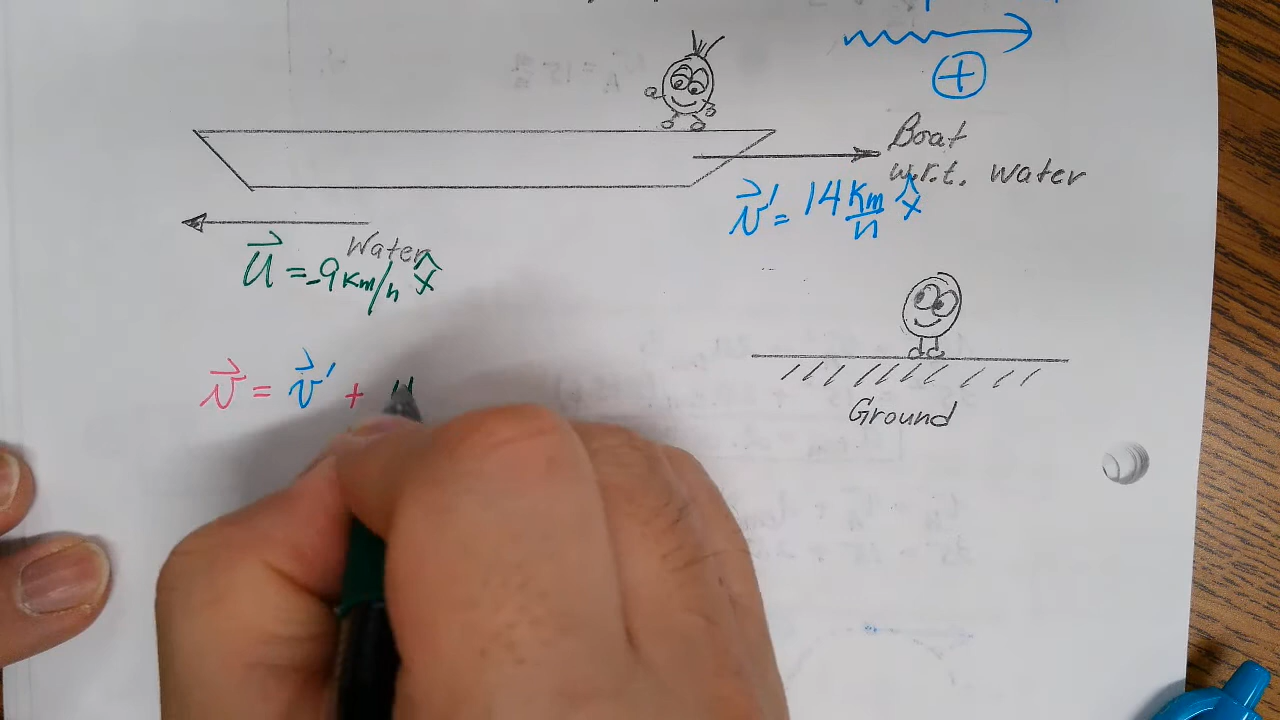 +
Boat
w.r.t. water
v⃗' = 14 km/h x̂
Water
u⃗ = -9 km/h x̂
v⃗ = v⃗' + u
Ground